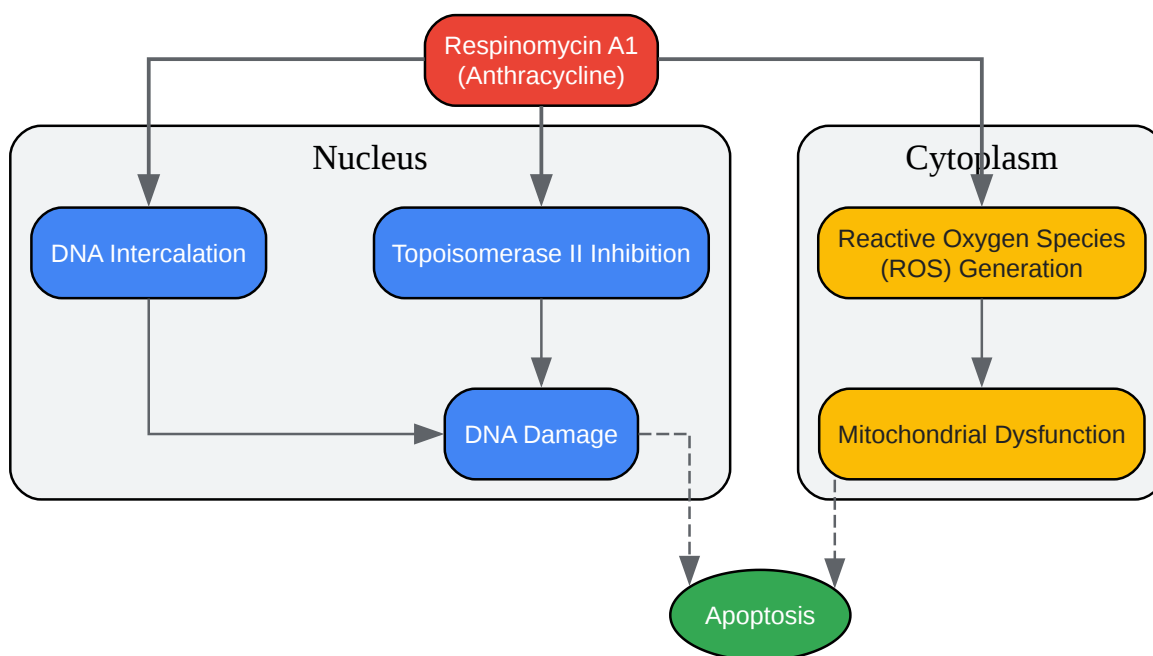 Respinomycin A1
(Anthracycline)
Nucleus
Cytoplasm
DNA Intercalation
Topoisomerase II Inhibition
Reactive Oxygen Species
(ROS) Generation
DNA Damage
Mitochondrial Dysfunction
Apoptosis